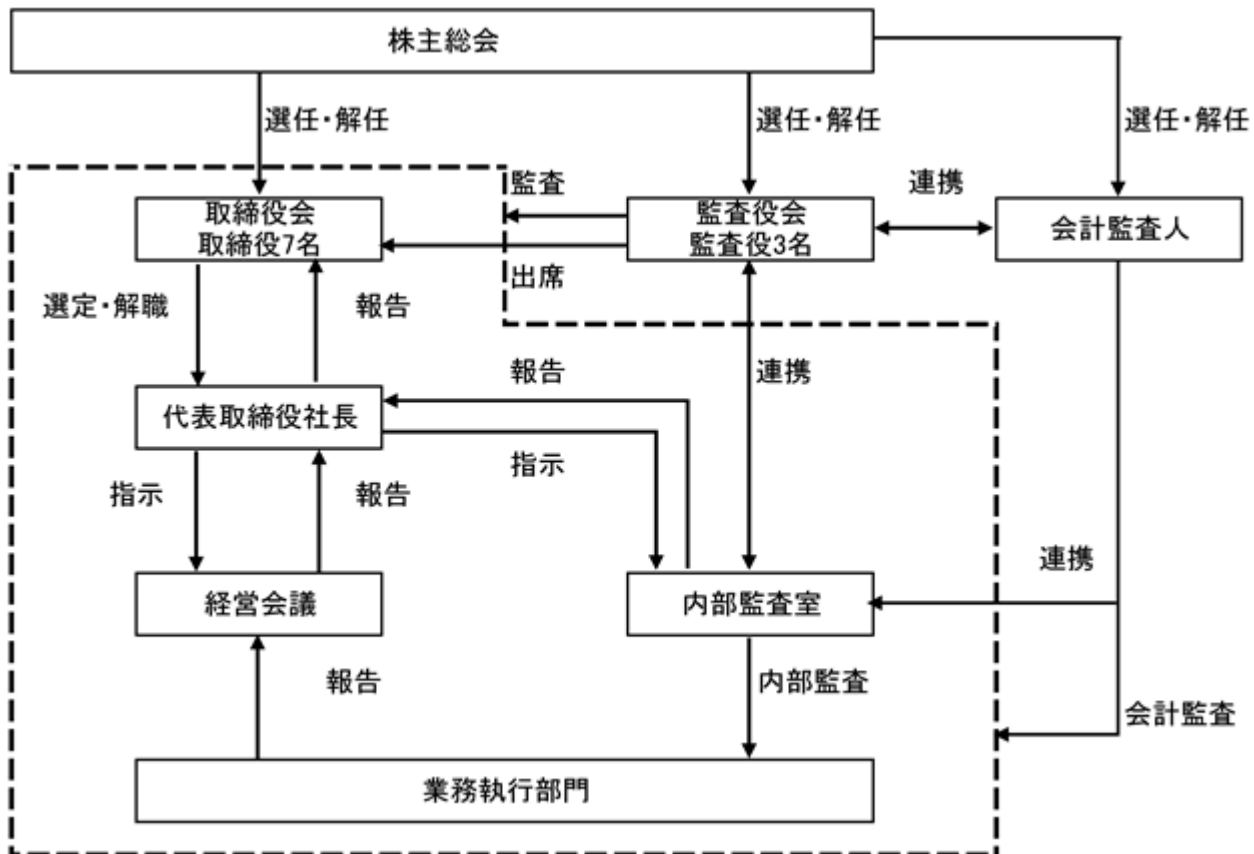 株主総会
選任・解任
選任・解任
選任・解任
監査
連携
取締役会
取締役7名
監査役会
監査役3名
会計監査人
出席
選定・解職
報告
報告
連携
代表取締役社長
指示
指示
報告
連携
経営会議
内部監査室
報告
内部監査
会計監査
業務執行部門